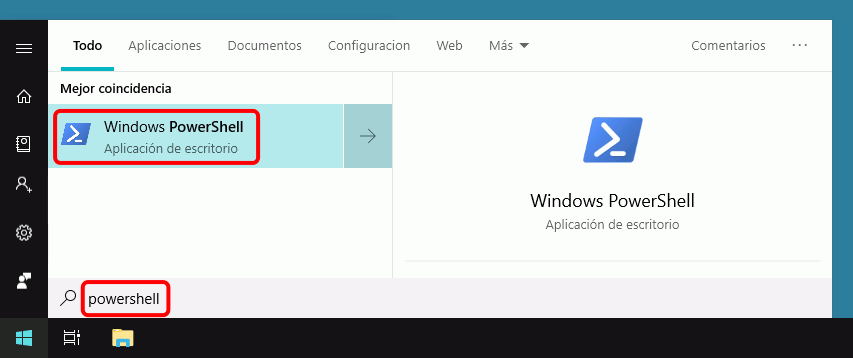 Todo Aplicaciones Documentos Configuracion Web Más Comentarios ...
Mejor coincidencia
Windows PowerShell
Aplicación de escritorio
Windows PowerShell
Aplicación de escritorio
powershell